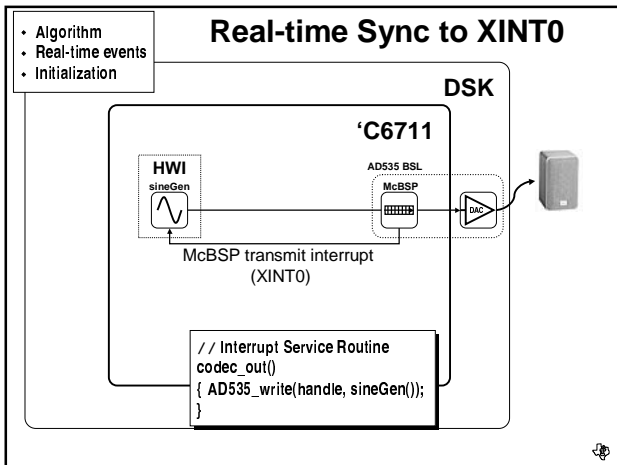 • Algorithm
• Real-time events
• Initialization
Real-time Sync to XINT0
DSK
‘C6711
AD535 BSL
HWI
sineGen
McBSP
DAC
McBSP transmit interrupt
(XINT0)
// Interrupt Service Routine
codec_out()
{ AD535_write(handle, sineGen());
}